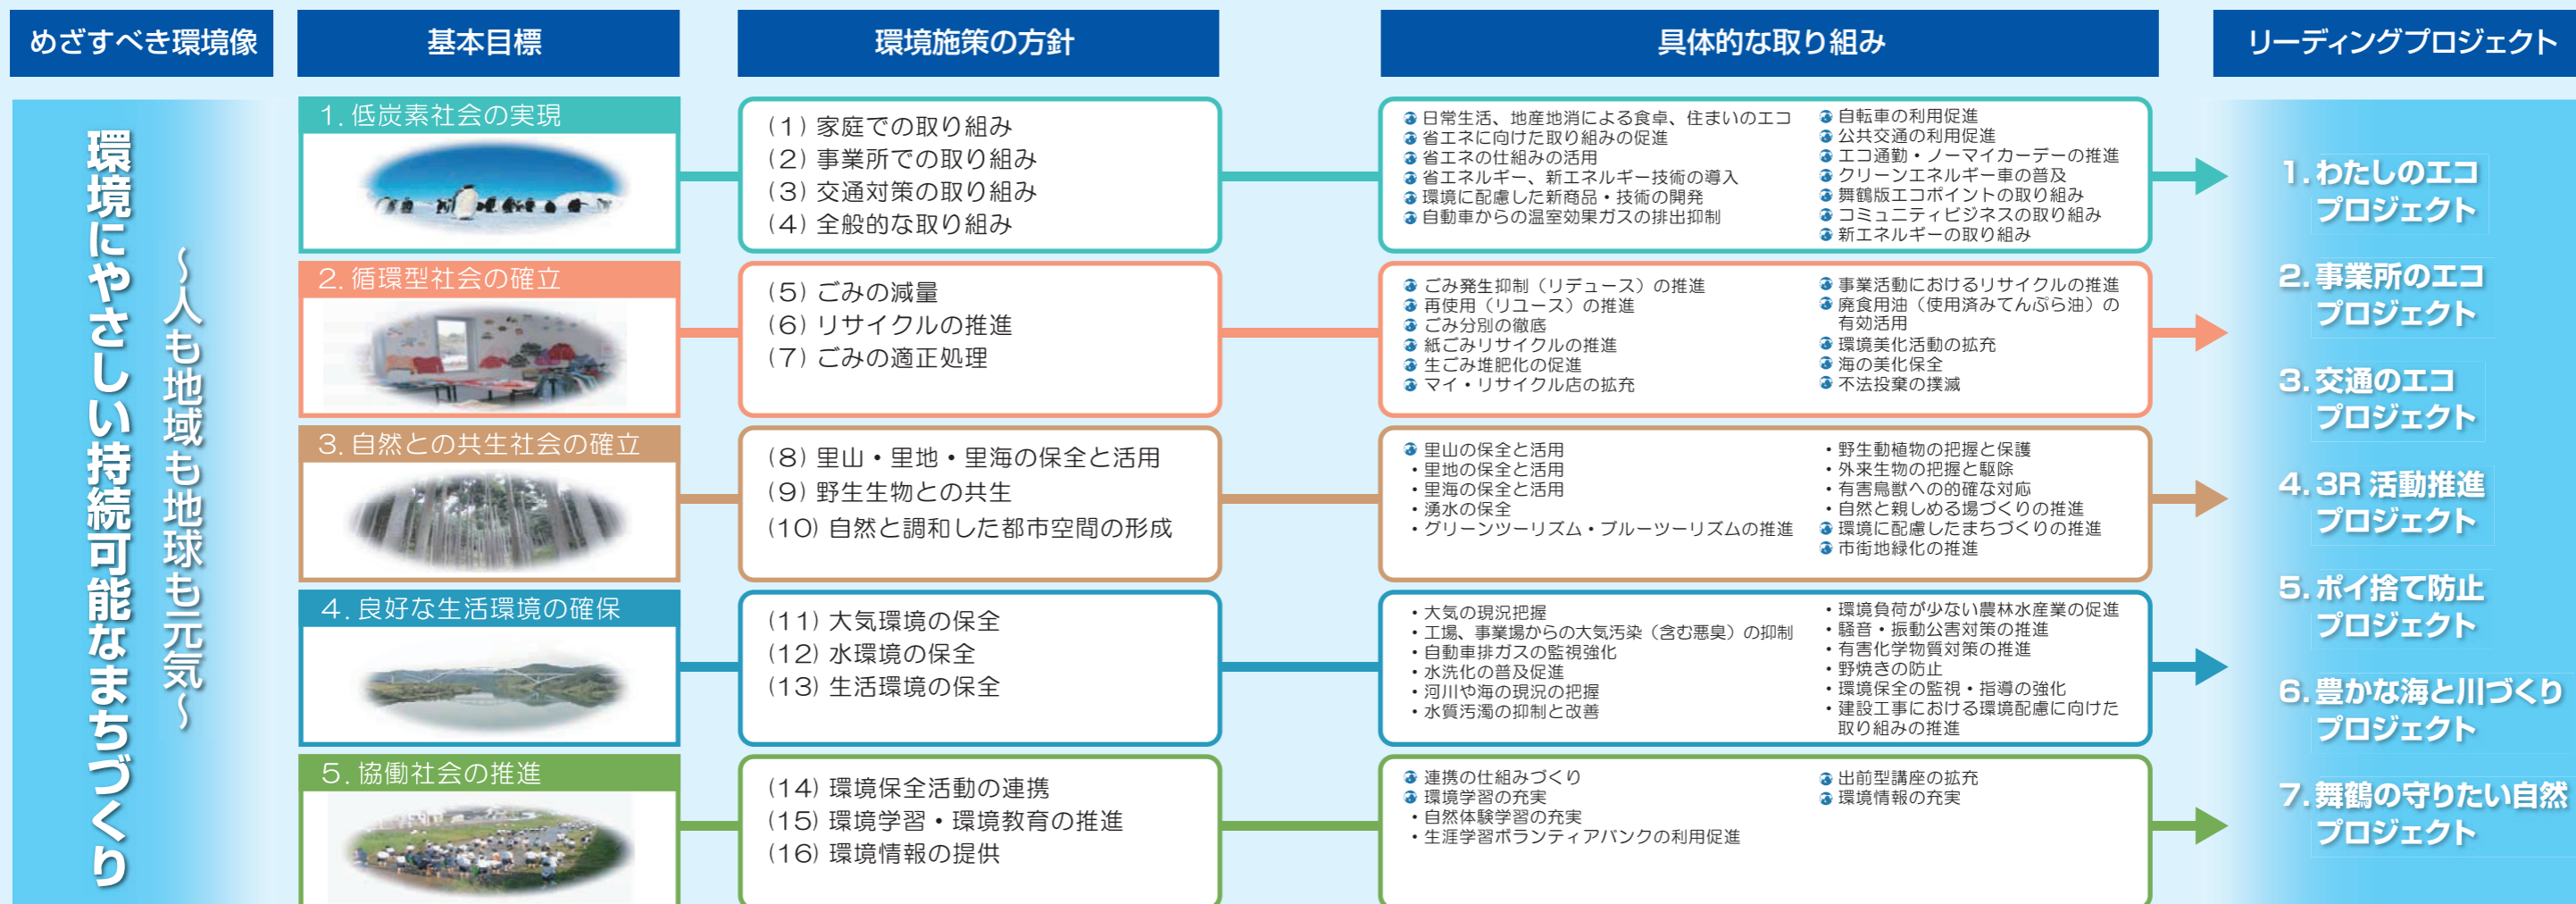 めざすべき環境像
基本目標
環境施策の方針
具体的な取り組み
リーディングプロジェクト
環境にやさしい持続可能なまちづくり
～人も地域も地球も元気～
1. 低炭素社会の実現
(1) 家庭での取り組み
(2) 事業所での取り組み
(3) 交通対策の取り組み
(4) 全般的な取り組み
日常生活、地産地消による食卓、住まいのエコ
省エネに向けた取り組みの促進
省エネの仕組みの活用
省エネルギー、新エネルギー技術の導入
環境に配慮した新商品・技術の開発
自動車からの温室効果ガスの排出抑制
自転車の利用促進
公共交通の利用促進
エコ通勤・ノーマイカーデーの推進
クリーンエネルギー車の普及
舞鶴版エコポイントの取り組み
コミュニティビジネスの取り組み
新エネルギーの取り組み
2. 循環型社会の確立
(5) ごみの減量
(6) リサイクルの推進
(7) ごみの適正処理
ごみ発生抑制（リデュース）の推進
再使用（リユース）の推進
ごみ分別の徹底
紙ごみリサイクルの推進
生ごみ堆肥化の促進
マイ・リサイクル店の拡充
事業活動におけるリサイクルの推進
廃食用油（使用済みてんぷら油）の
有効活用
環境美化活動の拡充
海の美化保全
不法投棄の撲滅
3. 自然との共生社会の確立
(8) 里山・里地・里海の保全と活用
(9) 野生生物との共生
(10) 自然と調和した都市空間の形成
里山の保全と活用
・里地の保全と活用
・里海の保全と活用
・湧水の保全
・グリーンツーリズム・ブルーツーリズムの推進
・野生動植物の把握と保護
・外来生物の把握と駆除
・有害鳥獣への的確な対応
・自然と親しめる場づくりの推進
環境に配慮したまちづくりの推進
市街地緑化の推進
4. 良好な生活環境の確保
(11) 大気環境の保全
(12) 水環境の保全
(13) 生活環境の保全
・大気の現況把握
・工場、事業場からの大気汚染（含む悪臭）の抑制
・自動車排ガスの監視強化
・水洗化の普及促進
・河川や海の現況の把握
・水質汚濁の抑制と改善
・環境負荷が少ない農林水産業の促進
・騒音・振動公害対策の推進
・有害化学物質対策の推進
・野焼きの防止
・環境保全の監視・指導の強化
・建設工事における環境配慮に向けた
取り組みの推進
5. 協働社会の推進
(14) 環境保全活動の連携
(15) 環境学習・環境教育の推進
(16) 環境情報の提供
連携の仕組みづくり
環境学習の充実
・自然体験学習の充実
・生涯学習ボランティアバンクの利用促進
出前型講座の拡充
環境情報の充実
1. わたしのエコ
プロジェクト
2. 事業所のエコ
プロジェクト
3. 交通のエコ
プロジェクト
4. 3R 活動推進
プロジェクト
5. ポイ捨て防止
プロジェクト
6. 豊かな海と川づくり
プロジェクト
7. 舞鶴の守りたい自然
プロジェクト